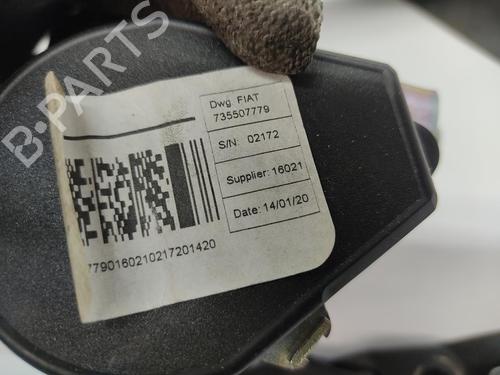 B-PARTS
Dwg. FIAT
735507779
S/N: 02172
Supplier: 16021
Date: 14/01/20
7790160210217201420